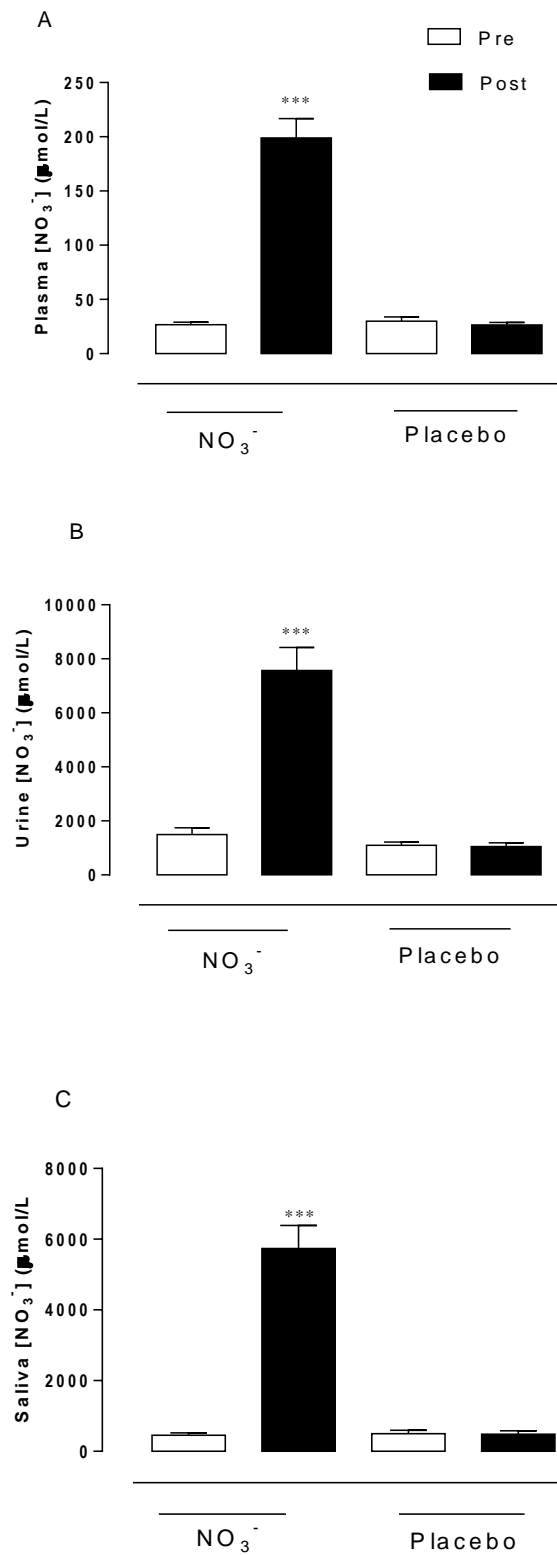 A
Pre
Post
Plasma [NO₃⁻] (μmol/L)
250
200
150
100
50
0
***
NO₃⁻
Placebo
B
Urine [NO₃⁻] (μmol/L)
10000
8000
6000
4000
2000
0
***
NO₃⁻
Placebo
C
Saliva [NO₃⁻] (μmol/L
8000
6000
4000
2000
0
***
NO₃⁻
Placebo